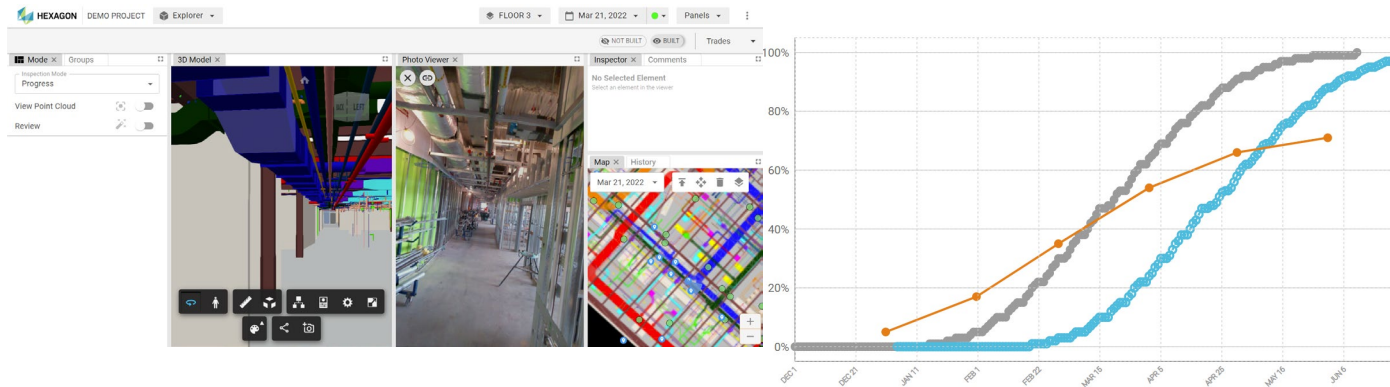 HEXAGON DEMO PROJECT Explorer FLOOR 3 Mar 21, 2022 Panels
NOT BUILT BUILT Trades
Mode Groups
Inspection Mode
Progress
View Point Cloud
Review
3D Model
Photo Viewer
Inspector Comments
No Selected Element
Select an element in the viewer
Map History
Mar 21, 2022
100%
80%
60%
40%
20%
0%
DEC 1 DEC 21 JAN 11 FEB 1 FEB 22 MAR 15 APR 5 APR 25 MAY 16 JUN 6